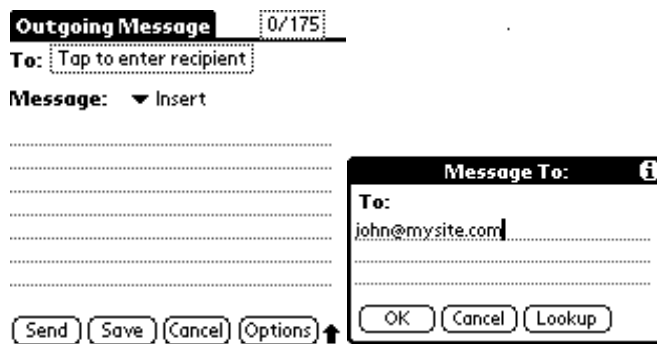 Outgoing Message 0/175
To: Tap to enter recipient
Message: Insert
Send Save Cancel Options
Message To: i
To:
john@mysite.com
OK Cancel Lookup